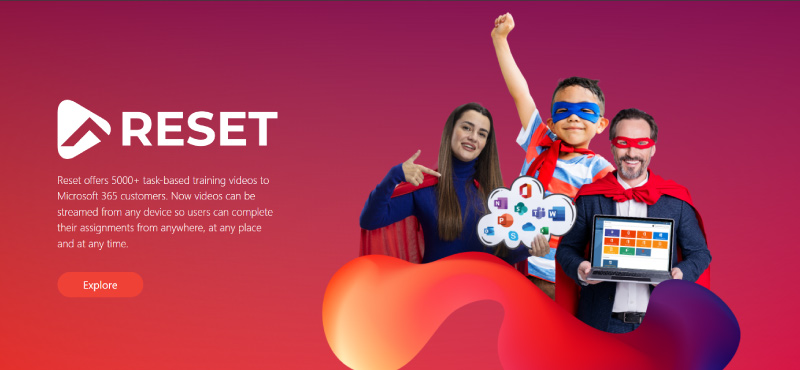 RESET
Reset offers 5000+ task-based training videos to
Microsoft 365 customers. Now videos can be
streamed from any device so users can complete
their assignments from anywhere, at any place
and at any time.
Explore